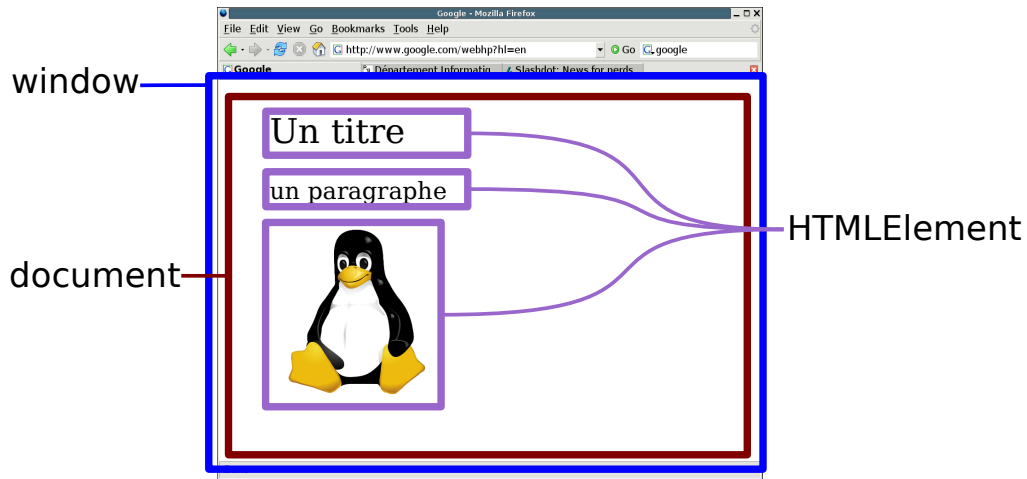 Google - Mozilla Firefox
File Edit View Go Bookmarks Tools Help
G http://www.google.com/webhp?hl=en Go G google
G Google Département Informatiq Slashdot: News for nerds
window
Un titre
un paragraphe
HTMLElement
document